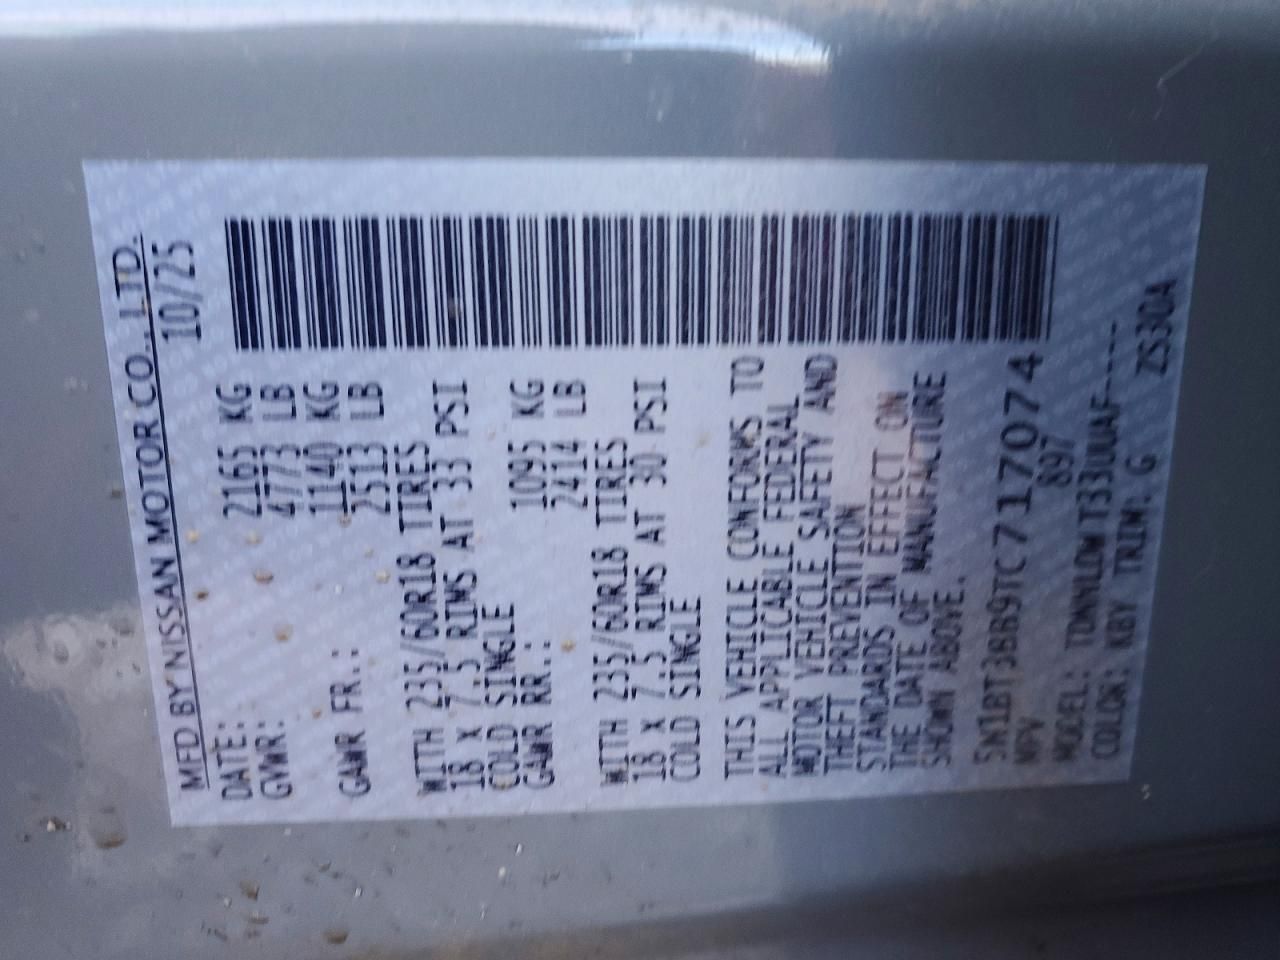 MFD BY NISSAN MOTOR CO., LTD.
DATE: 10/25
GVWR: 2165 KG
4773 LB
GAWR FR.: 1140 KG
2513 LB
WITH 235/60R18 TIRES
18 X 7.5 RIMS AT 33 PSI
COLD SINGLE
GAWR RR.: 1095 KG
2414 LB
WITH 235/60R18 TIRES
18 X 7.5 RIMS AT 30 PSI
COLD SINGLE
THIS VEHICLE CONFORMS TO
ALL APPLICABLE FEDERAL
MOTOR VEHICLE SAFETY AND
THEFT PREVENTION
STANDARDS IN EFFECT ON
THE DATE OF MANUFACTURE
SHOWN ABOVE.
5N1BT3BB9TC717074
MPV 897
MODEL: TDNNLDWT33UUAF----
COLOR: KBY TRIM: G ZS30A